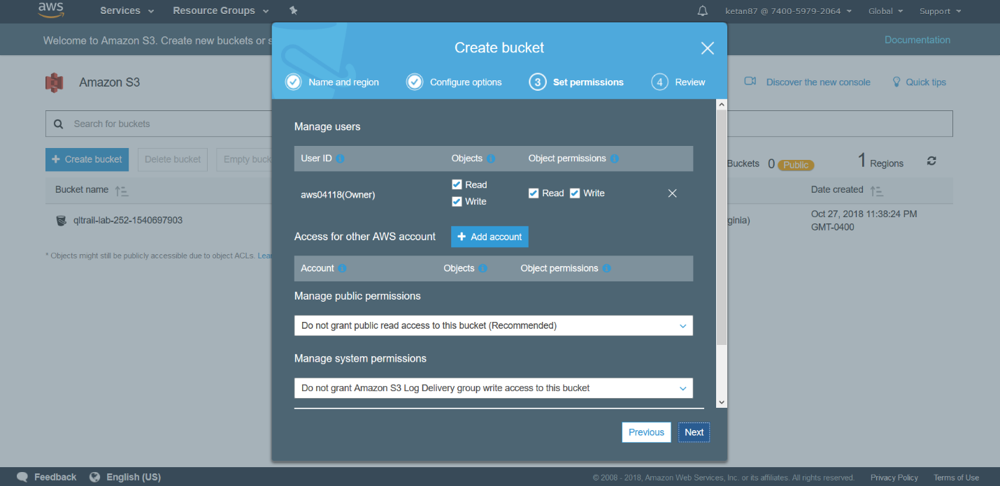 aws Services Resource Groups ketan87 @ 7400-5979-2064 Global Support
Welcome to Amazon S3. Create new buckets or s Documentation
Create bucket
Name and region Configure options 3 Set permissions 4 Review
Amazon S3 Discover the new console Quick tips
Search for buckets
Manage users
+ Create bucket Delete bucket Empty buck Buckets 0 Public 1 Regions
User ID Objects Object permissions
Bucket name Date created
aws04118(Owner) Read Write Read Write
qltrail-lab-252-1540697903 ginia) Oct 27, 2018 11:38:24 PM
GMT-0400
Access for other AWS account + Add account
* Objects might still be publicly accessible due to object ACLs. Lear
Account Objects Object permissions
Manage public permissions
Do not grant public read access to this bucket (Recommended)
Manage system permissions
Do not grant Amazon S3 Log Delivery group write access to this bucket
Previous Next
Feedback English (US) © 2008 - 2018, Amazon Web Services, Inc. or its affiliates. All rights reserved. Privacy Policy Terms of Use